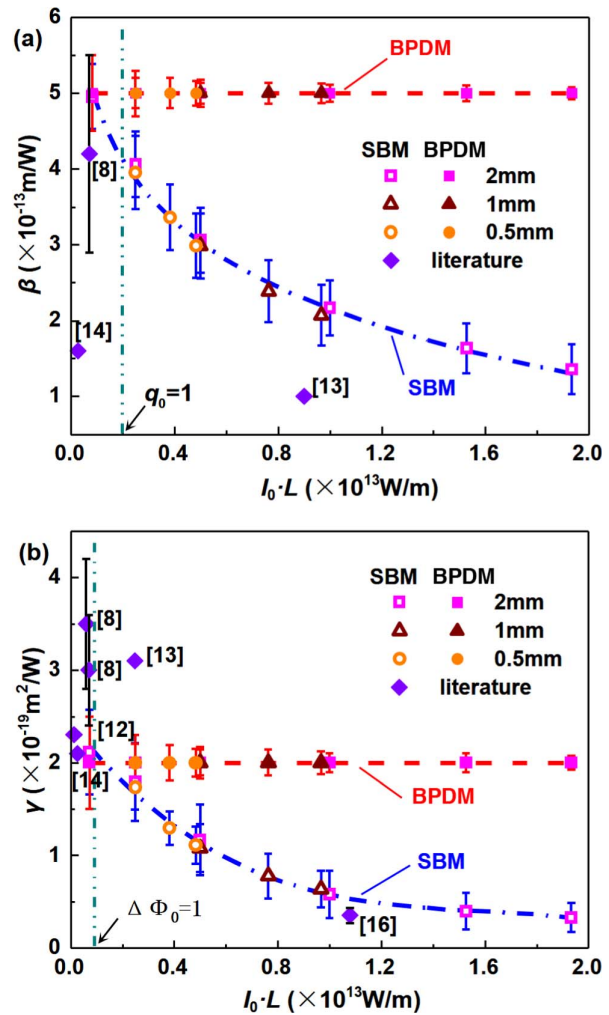 (a)
6
5
4
3
2
1
β (×10⁻¹³m/W)
BPDM
SBM BPDM
2mm
1mm
0.5mm
literature
[8]
[14]
[13]
SBM
q₀=1
0.0 0.4 0.8 1.2 1.6 2.0
I₀·L (×10¹³W/m)
(b)
4
3
2
1
0
γ (×10⁻¹⁹m²/W)
SBM BPDM
2mm
1mm
0.5mm
literature
[8]
[8]
[13]
[12]
[14]
BPDM
SBM
[16]
Δ Φ₀=1
0.0 0.4 0.8 1.2 1.6 2.0
I₀·L (×10¹³W/m)